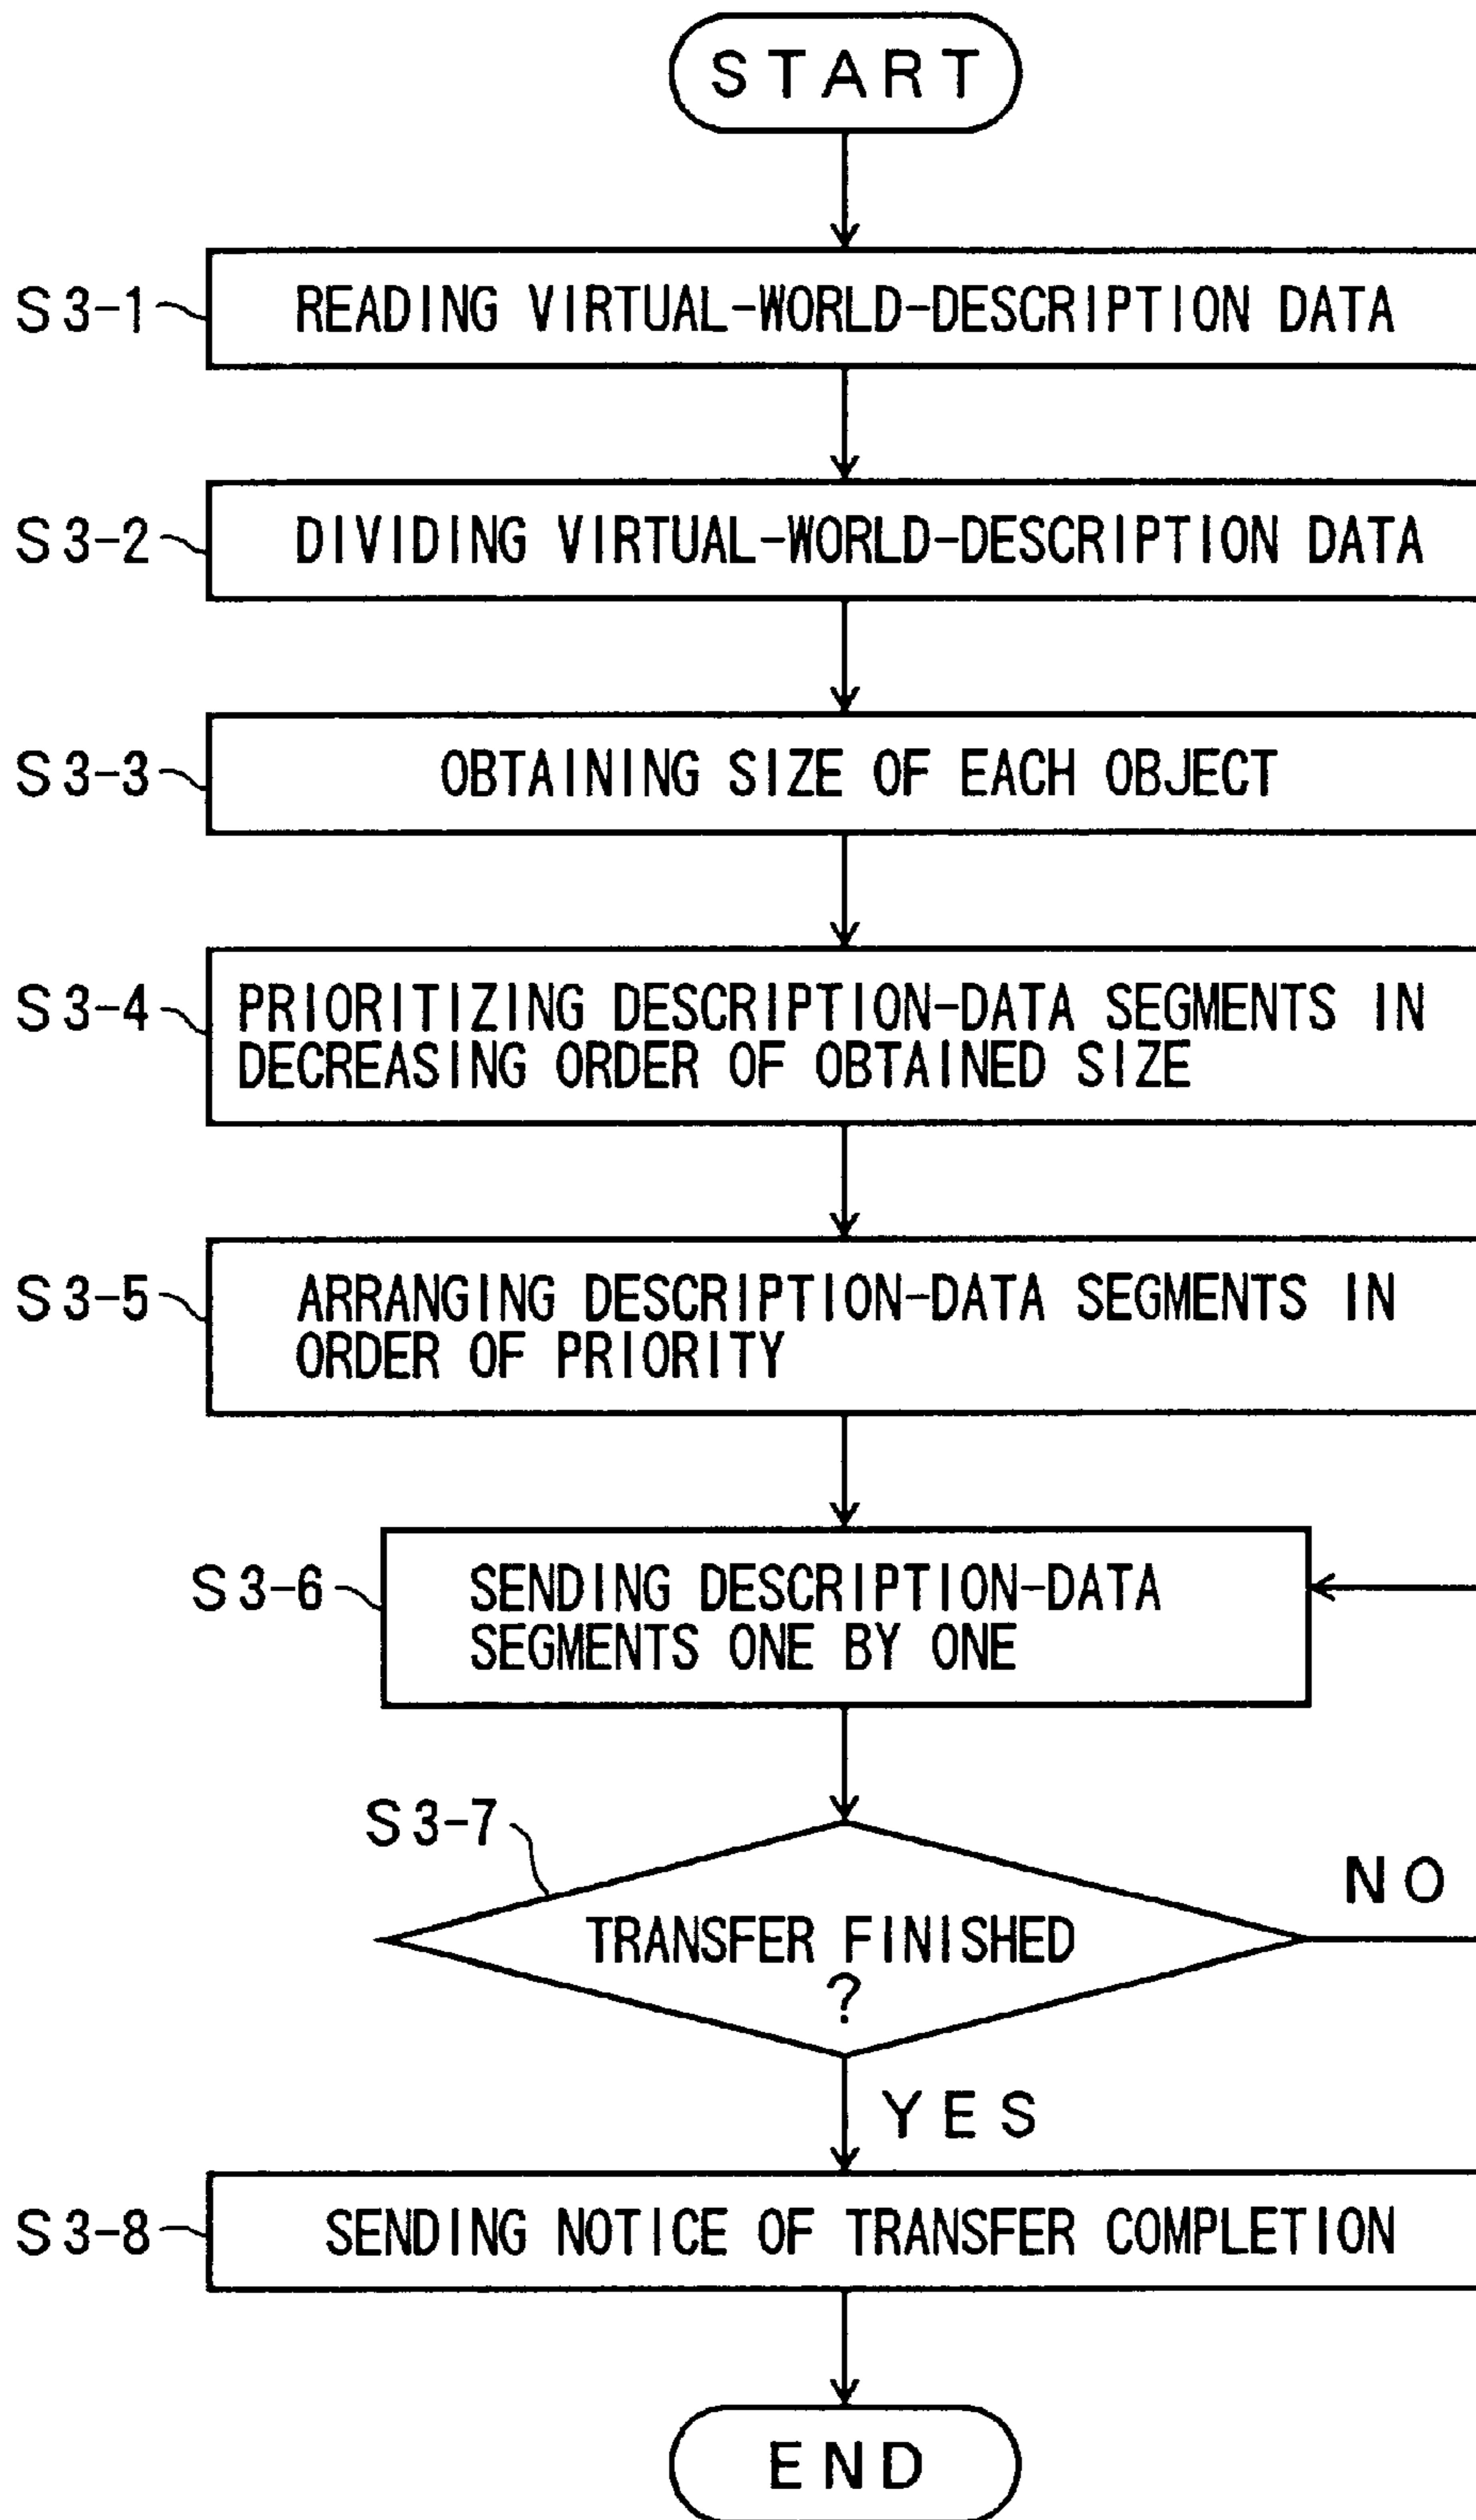 START
S3-1 READING VIRTUAL-WORLD-DESCRIPTION DATA
S3-2 DIVIDING VIRTUAL-WORLD-DESCRIPTION DATA
S3-3 OBTAINING SIZE OF EACH OBJECT
S3-4 PRIORITIZING DESCRIPTION-DATA SEGMENTS IN
DECREASING ORDER OF OBTAINED SIZE
S3-5 ARRANGING DESCRIPTION-DATA SEGMENTS IN
ORDER OF PRIORITY
S3-6 SENDING DESCRIPTION-DATA
SEGMENTS ONE BY ONE
S3-7
NO
TRANSFER FINISHED
?
YES
S3-8 SENDING NOTICE OF TRANSFER COMPLETION
END